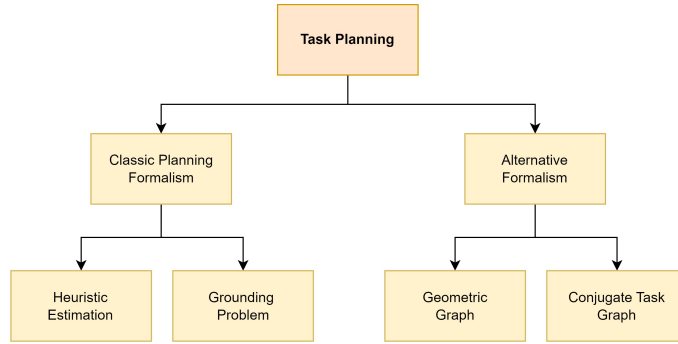 Task Planning
Classic Planning
Formalism
Alternative
Formalism
Heuristic
Estimation
Grounding
Problem
Geometric
Graph
Conjugate Task
Graph